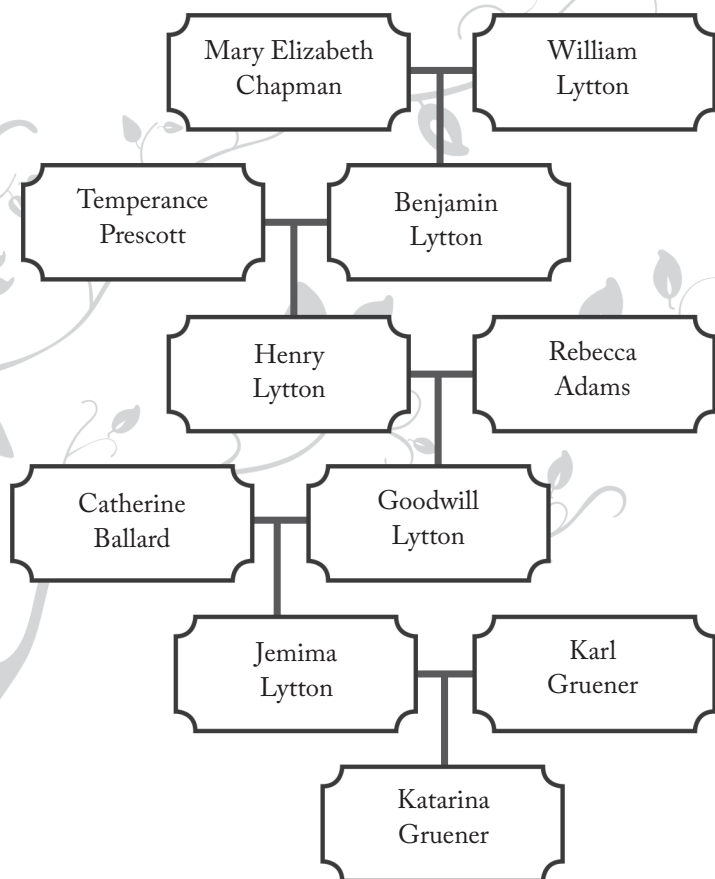 Mary Elizabeth
Chapman
William
Lytton
Temperance
Prescott
Benjamin
Lytton
Henry
Lytton
Rebecca
Adams
Catherine
Ballard
Goodwill
Lytton
Jemima
Lytton
Karl
Gruener
Katarina
Gruener